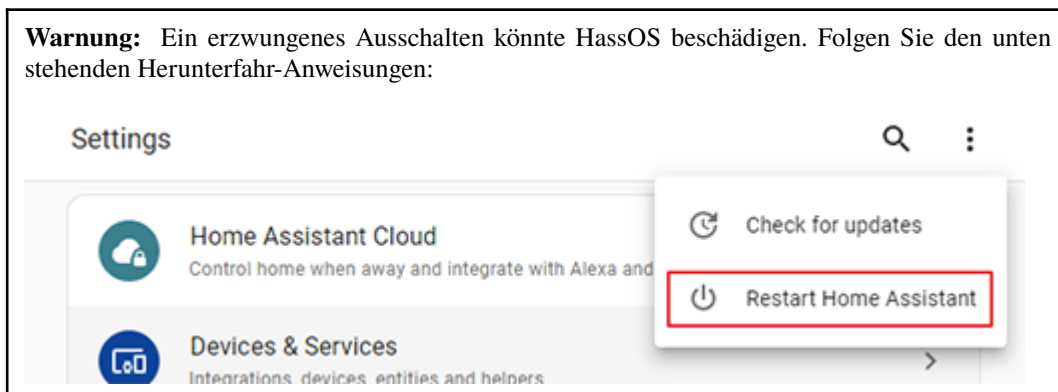 Warnung: Ein erzwungenes Ausschalten könnte HassOS beschädigen. Folgen Sie den unten
stehenden Herunterfahr-Anweisungen:
Settings
Check for updates
Home Assistant Cloud
Control home when away and integrate with Alexa and
Restart Home Assistant
Devices & Services
Integrations, devices, entities and helpers